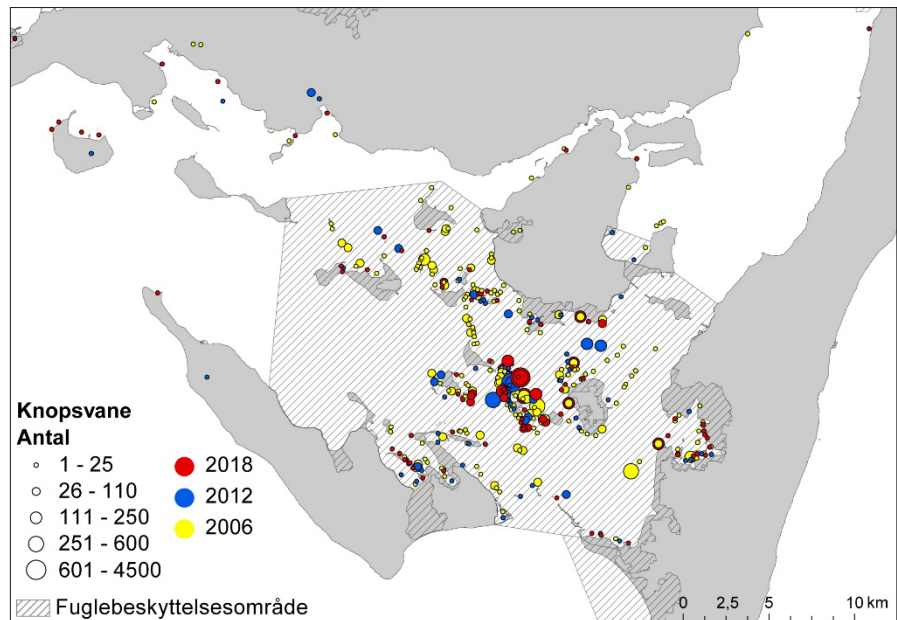 Knopsvane
Antal
1 - 25
26 - 110
111 - 250
251 - 600
601 - 4500
2018
2012
2006
Fuglebeskyttelsesområde
0 2,5 5 10 km